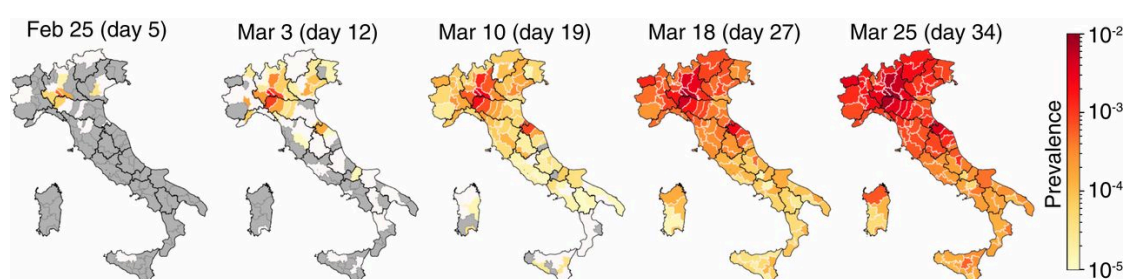 Feb 25 (day 5)
Mar 3 (day 12)
Mar 10 (day 19)
Mar 18 (day 27)
Mar 25 (day 34)
Prevalence
10⁻²
10⁻³
10⁻⁴
10⁻⁵